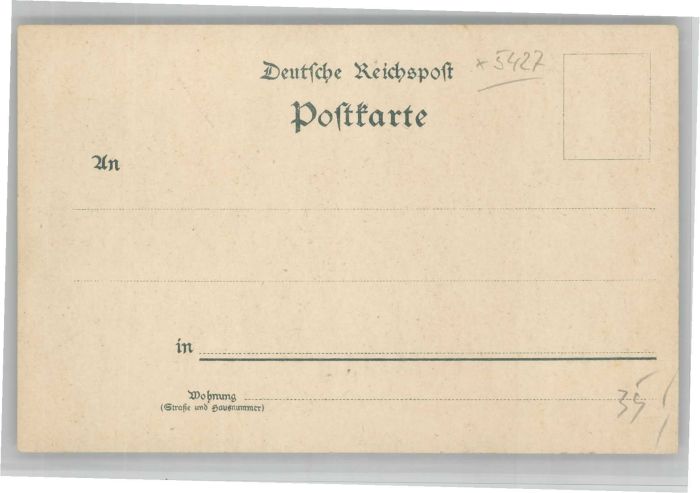 Deutsche Reichspost
× 5427
Postkarte
An
in
Wohnung
(Straße und Hausnummer)